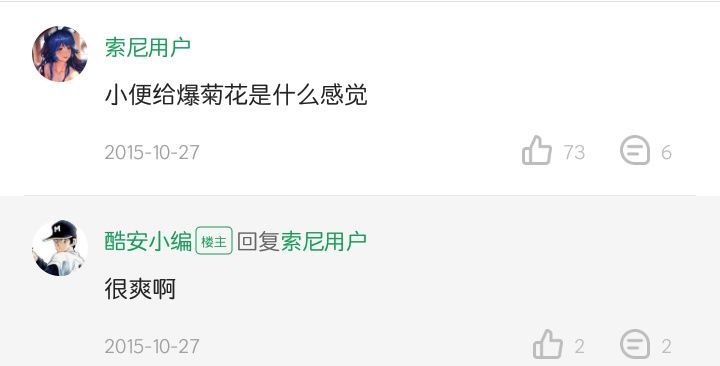 索尼用户
小便给爆菊花是什么感觉
2015-10-27 73 6
酷安小编 楼主 回复索尼用户
很爽啊
2015-10-27 2 2